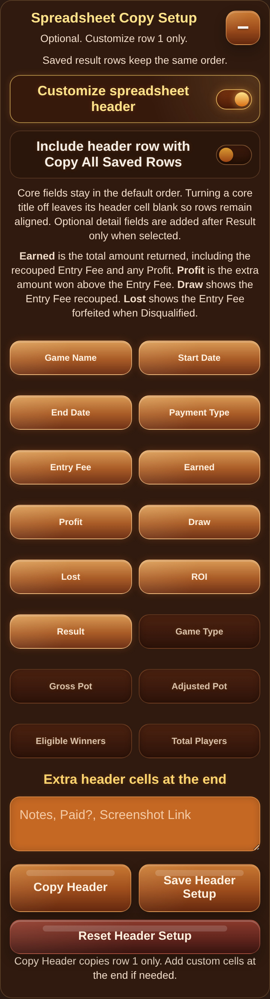 Spreadsheet Copy Setup
Optional. Customize row 1 only.
Saved result rows keep the same order.
Customize spreadsheet
header
Include header row with
Copy All Saved Rows
Core fields stay in the default order. Turning a core
title off leaves its header cell blank so rows remain
aligned. Optional detail fields are added after Result
only when selected.
Earned is the total amount returned, including the
recouped Entry Fee and any Profit. Profit is the extra
amount won above the Entry Fee. Draw shows the
Entry Fee recouped. Lost shows the Entry Fee
forfeited when Disqualified.
Game Name
Start Date
End Date
Payment Type
Entry Fee
Earned
Profit
Draw
Lost
ROI
Result
Game Type
Gross Pot
Adjusted Pot
Eligible Winners
Total Players
Extra header cells at the end
Notes, Paid?, Screenshot Link
Copy Header
Save Header
Setup
Reset Header Setup
Copy Header copies row 1 only. Add custom cells at
the end if needed.